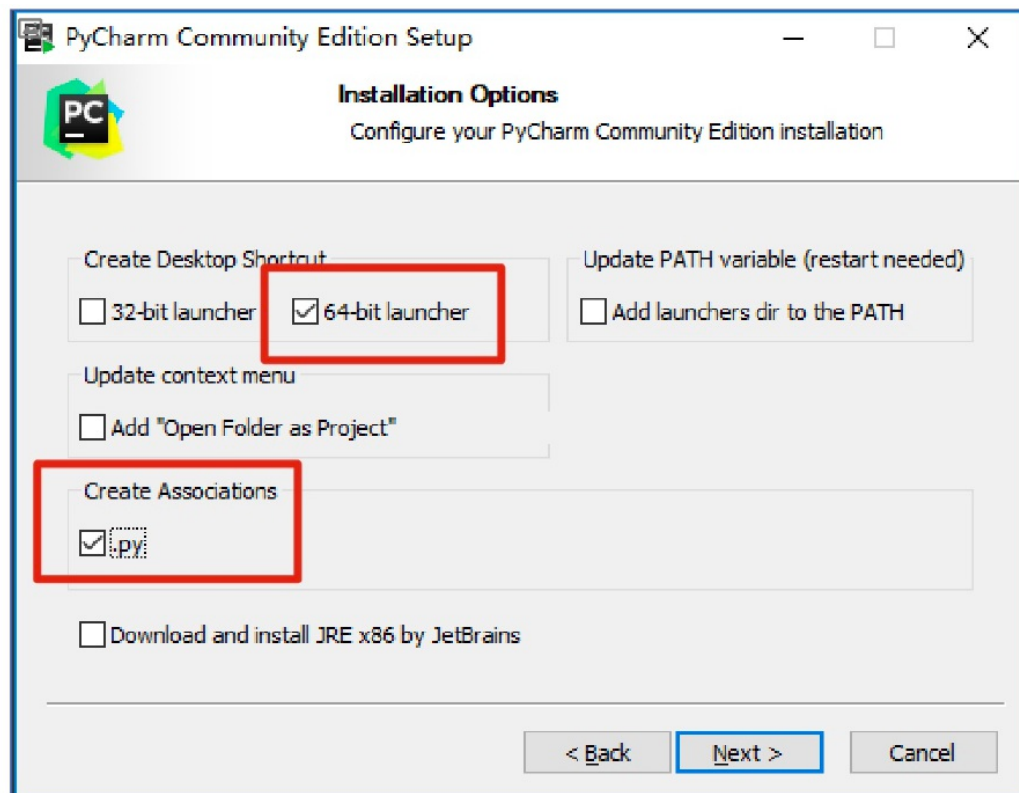 PyCharm Community Edition Setup
PC
Installation Options
Configure your PyCharm Community Edition installation
Create Desktop Shortcut
Update PATH variable (restart needed)
32-bit launcher
64-bit launcher
Add launchers dir to the PATH
Update context menu
Add "Open Folder as Project"
Create Associations
.py
Download and install JRE x86 by JetBrains
< Back
Next >
Cancel